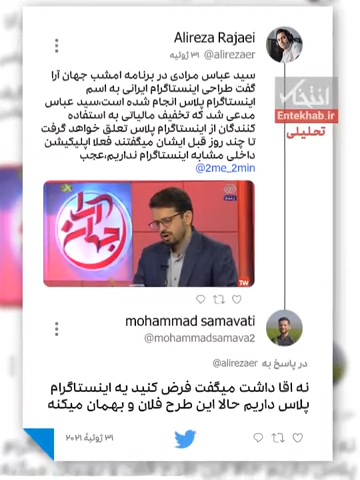 Alireza Rajaei
@alirezaer ۳۱ ژوئیه
انتخاب
Entekhab.ir
تحلیلی
سید عباس مرادی در برنامه امشب جهان آرا
گفت طراحی اینستاگرام ایرانی به اسم
اینستاگرام پلاس انجام شده است،سید عباس
مدعی شد که تخفیف مالیاتی به استفاده
کنندگان از اینستاگرام پلاس تعلق خواهد گرفت
تا چند روز قبل ایشان میگفتند فعلا اپلیکیشن
داخلی مشابه اینستاگرام نداریم،عجب
@2me_2min
جهان آرا
mohammad samavati
@mohammadsamava2
در پاسخ به @alirezaer
نه اقا داشت میگفت فرض کنید یه اینستاگرام
پلاس داریم حالا این طرح فلان و بهمان میکنه
۳۱ ژوئیهٔ ۲۰۲۱